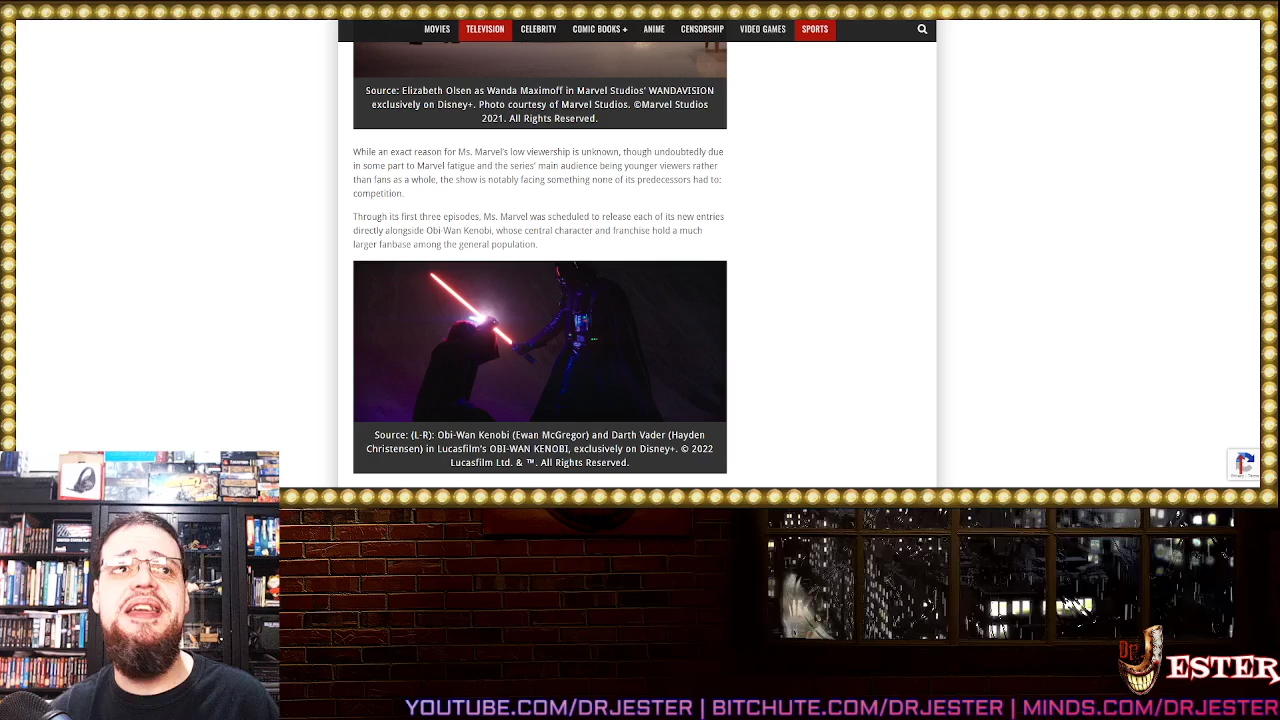 MOVIES TELEVISION CELEBRITY COMIC BOOKS + ANIME CENSORSHIP VIDEO GAMES SPORTS
Source: Elizabeth Olsen as Wanda Maximoff in Marvel Studios' WANDAVISION
exclusively on Disney+. Photo courtesy of Marvel Studios. ©Marvel Studios
2021. All Rights Reserved.
While an exact reason for Ms. Marvel's low viewership is unknown, though undoubtedly due
in some part to Marvel fatigue and the series' main audience being younger viewers rather
than fans as a whole, the show is notably facing something none of its predecessors had to:
competition.
Through its first three episodes, Ms. Marvel was scheduled to release each of its new entries
directly alongside Obi-Wan Kenobi, whose central character and franchise hold a much
larger fanbase among the general population.
Source: (L-R): Obi-Wan Kenobi (Ewan McGregor) and Darth Vader (Hayden
Christensen) in Lucasfilm's OBI-WAN KENOBI, exclusively on Disney+. © 2022
Lucasfilm Ltd. & ™. All Rights Reserved.
Dr.
JESTER
YOUTUBE.COM/DRJESTER | BITCHUTE.COM/DRJESTER | MINDS.COM/DRJESTER